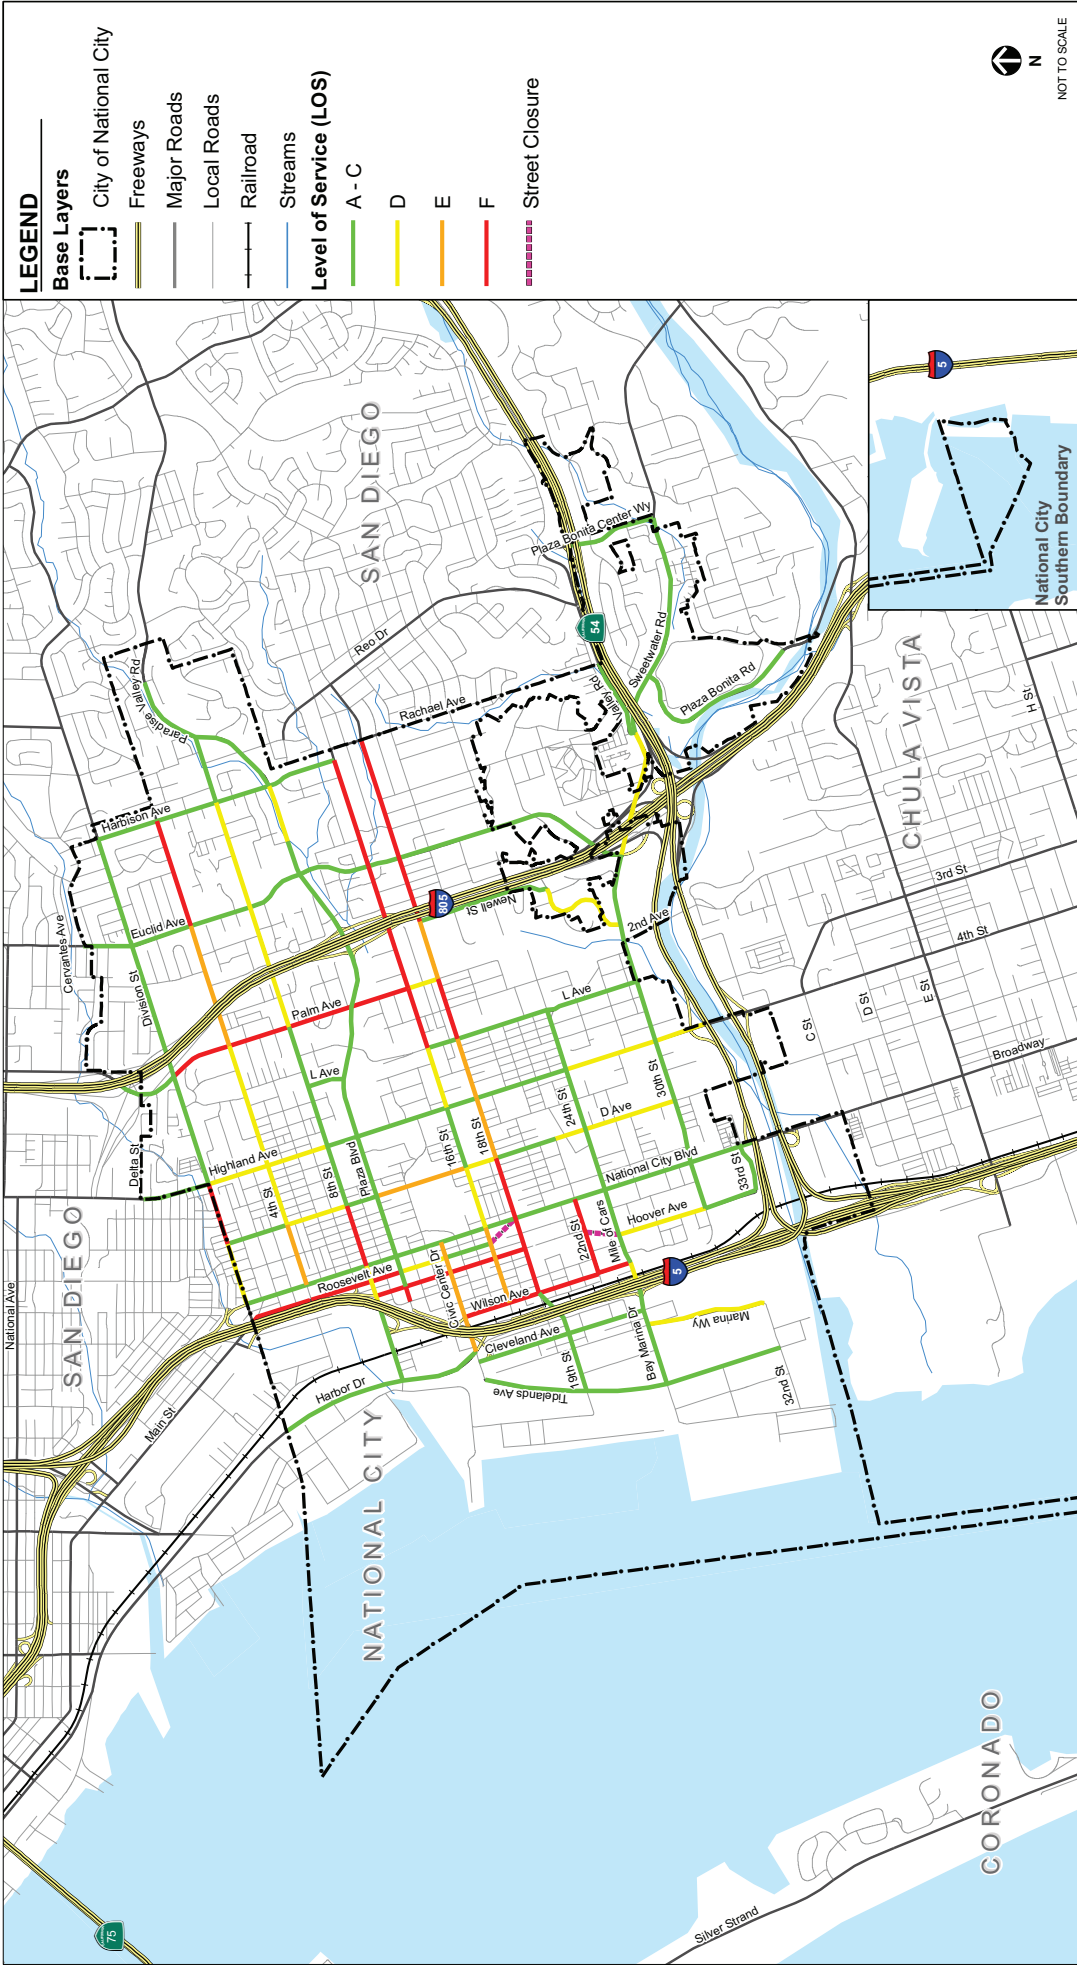 LEGEND
Base Layers
City of National City
Freeways
Major Roads
Local Roads
Railroad
Streams
Level of Service (LOS)
A - C
D
E
F
Street Closure
N
NOT TO SCALE
SAN DIEGO
SAN DIEGO
NATIONAL CITY
CHULA VISTA
CORONADO
National City
Southern Boundary
5
5
805
54
75
National Ave
Main St
Harbor Dr
Delta St
Cervantes Ave
Division St
Euclid Ave
Harbison Ave
Paradise Valley Rd
Reo Dr
Rachael Ave
Highland Ave
4th St
8th St
Plaza Blvd
L Ave
Palm Ave
16th St
18th St
Newell St
Roosevelt Ave
Civic Center Dr
Wilson Ave
Cleveland Ave
Tidelands Ave
19th St
22nd St
Mile of Cars
Bay Marina Dr
Marina Wy
32nd St
Hoover Ave
National City Blvd
33rd St
24th St
D Ave
30th St
L Ave
2nd Ave
Valley Rd
Sweetwater Rd
Plaza Bonita Rd
Plaza Bonita Center Wy
C St
D St
E St
H St
3rd St
4th St
Broadway
Silver Strand